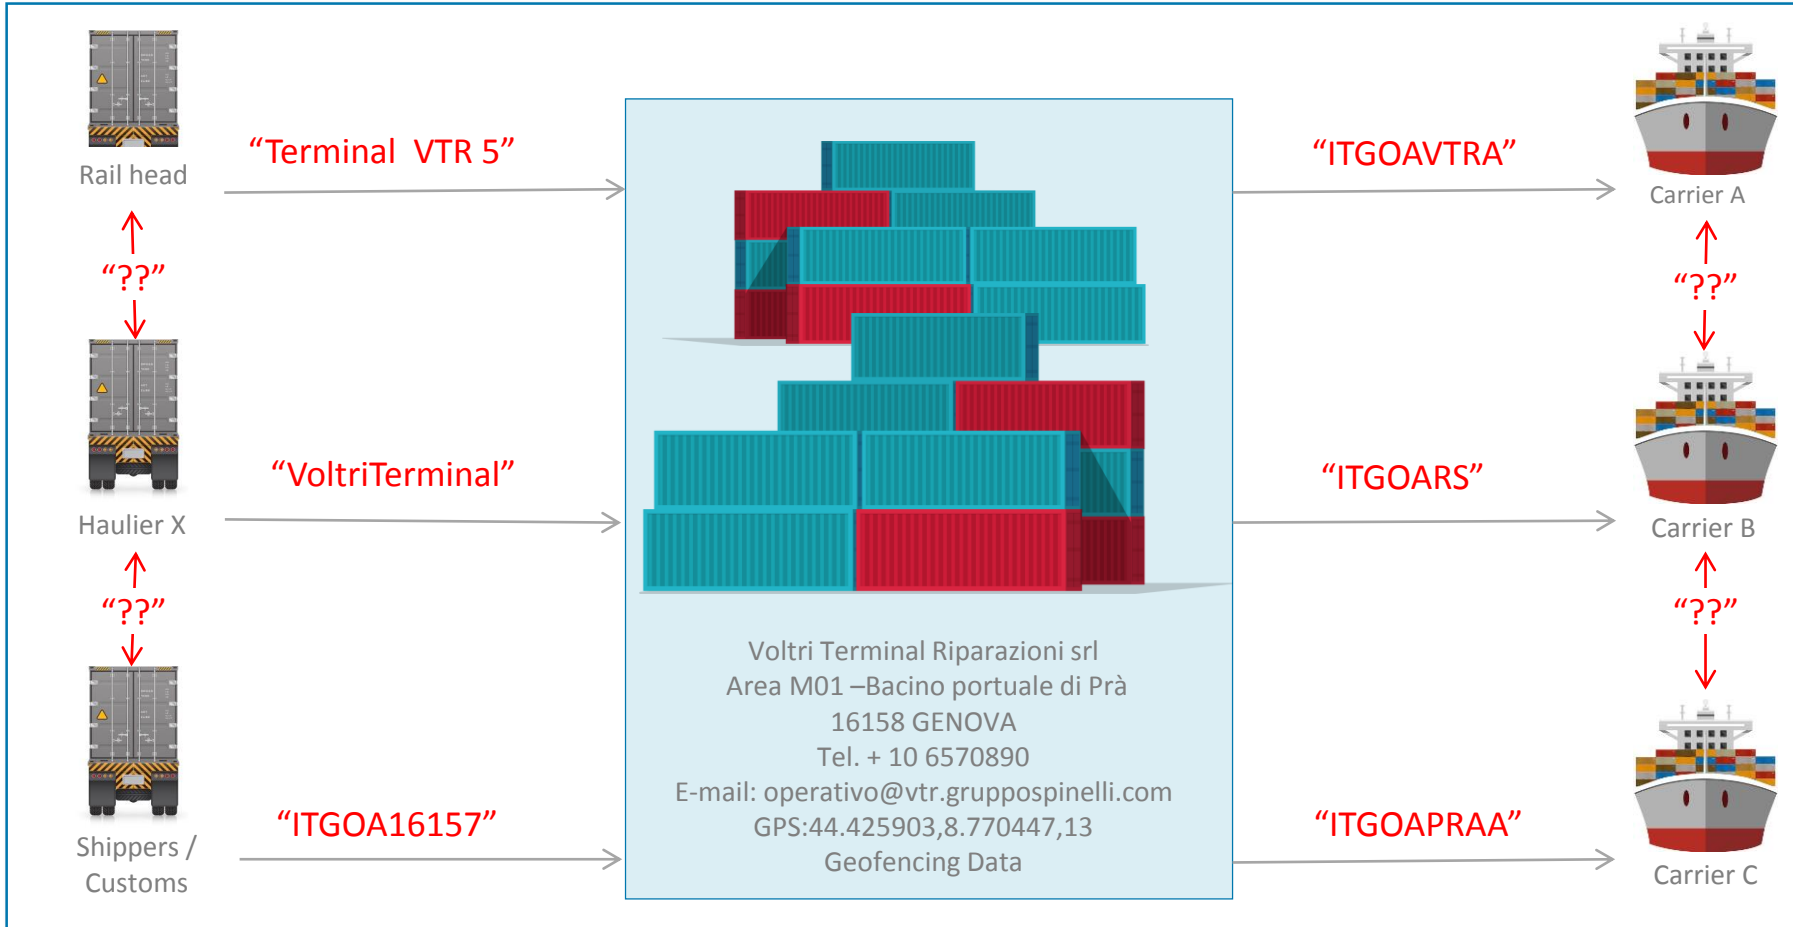 Rail head
“Terminal VTR 5”
“ITGOAVTRA”
Carrier A
“??”
“??”
Haulier X
“VoltriTerminal”
“ITGOARS”
Carrier B
“??”
“??”
Voltri Terminal Riparazioni srl
Area M01 –Bacino portuale di Prà
16158 GENOVA
Tel. + 10 6570890
E-mail: operativo@vtr.gruppospinelli.com
GPS:44.425903,8.770447,13
Geofencing Data
Shippers /
Customs
“ITGOA16157”
“ITGOAPRAA”
Carrier C